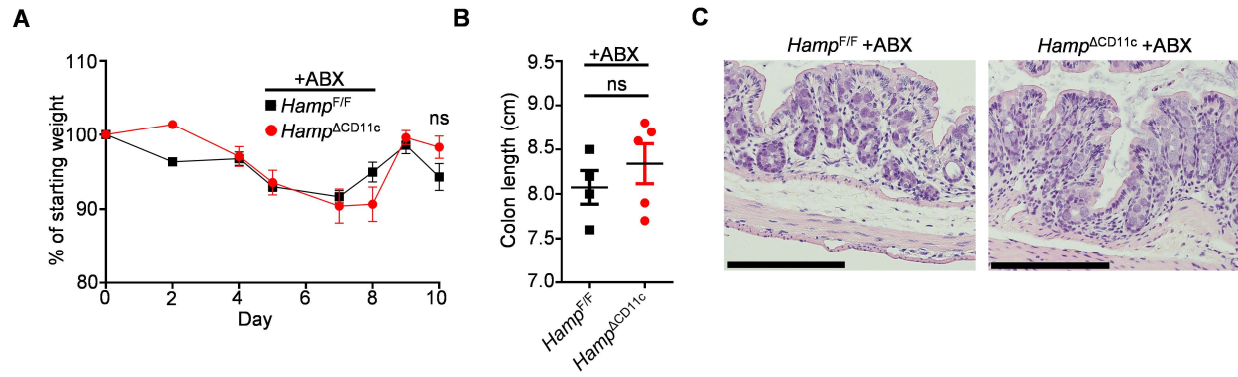 A
% of starting weight
110
100
90
80
0
2
4
6
8
10
Day
+ABX
Hamp^F/F
Hamp^ΔCD11c
ns
B
Colon length (cm)
9.5
9.0
8.5
8.0
7.5
7.0
+ABX
ns
Hamp^F/F
Hamp^ΔCD11c
C
Hamp^F/F +ABX
Hamp^ΔCD11c +ABX